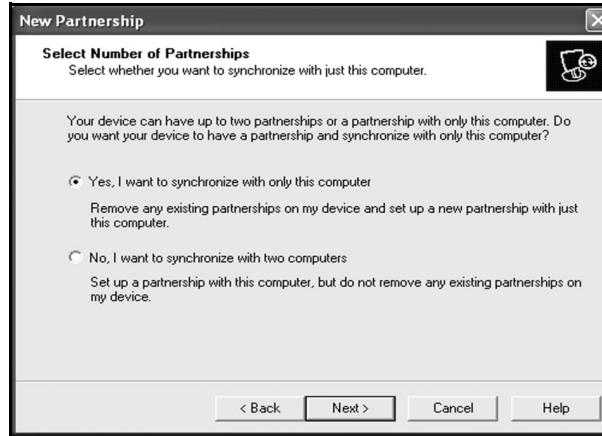 New Partnership
Select Number of Partnerships
Select whether you want to synchronize with just this computer.
Your device can have up to two partnerships or a partnership with only this computer. Do
you want your device to have a partnership and synchronize with only this computer?
Yes, I want to synchronize with only this computer
Remove any existing partnerships on my device and set up a new partnership with just
this computer.
No, I want to synchronize with two computers
Set up a partnership with this computer, but do not remove any existing partnerships on
my device.
< Back Next > Cancel Help